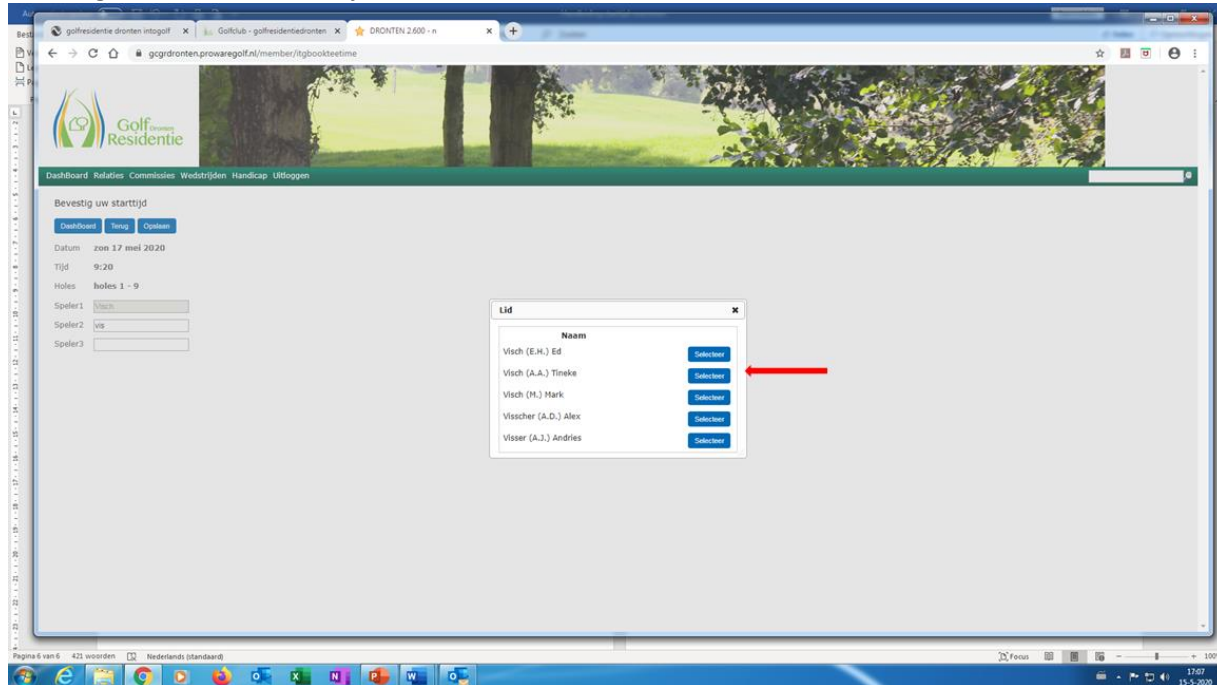 golfresidentie dronten intogolf
Golfclub - golfresidentiedronten
DRONTEN 2.600 - n
gcgrdronten.prowaregolf.nl/member/itgbookteetime
Golf Dronten
Residentie
DashBoard Relaties Commissies Wedstrijden Handicap Uitloggen
Bevestig uw starttijd
DashBoard Terug Opslaan
Datum zon 17 mei 2020
Tijd 9:20
Holes holes 1 - 9
Speler1 Visch
Speler2 vis
Speler3
Lid
Naam
Visch (E.H.) Ed Selecteer
Visch (A.A.) Tineke Selecteer
Visch (M.) Mark Selecteer
Visscher (A.D.) Alex Selecteer
Visser (A.J.) Andries Selecteer
Pagina 6 van 6 421 woorden Nederlands (standaard) Focus 100
17:07
15-5-2020